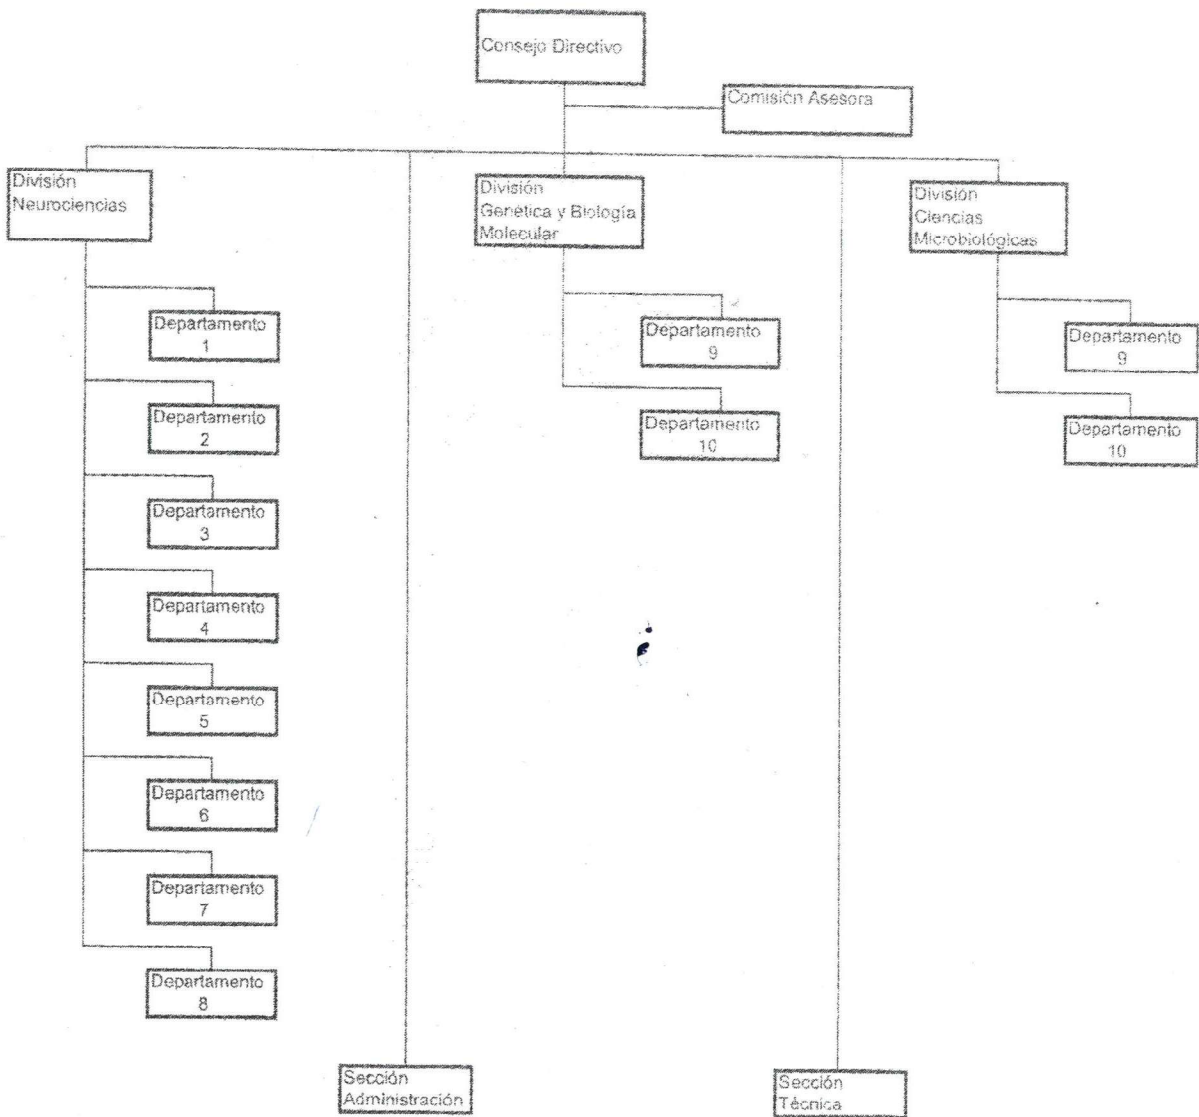 Consejo Directivo
Comisión Asesora
División
Neurociencias
División
Genética y Biología
Molecular
División
Ciencias
Microbiológicas
Departamento
1
Departamento
2
Departamento
3
Departamento
4
Departamento
5
Departamento
6
Departamento
7
Departamento
8
Departamento
9
Departamento
10
Departamento
9
Departamento
10
Sección
Administración
Sección
Técnica